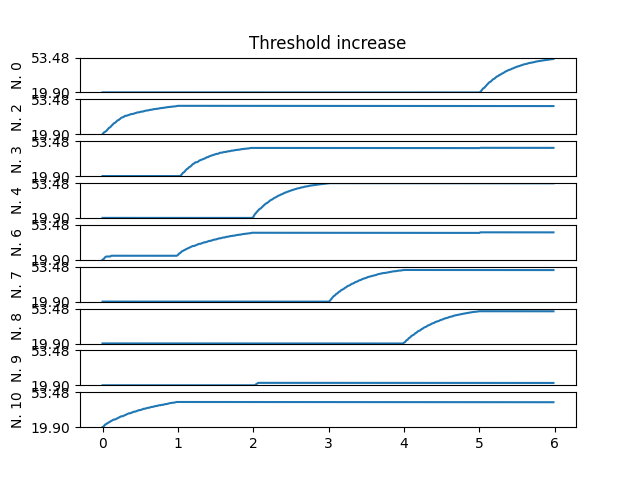 Threshold increase
53.48
N. 0
19.90
53.48
N. 2
19.90
53.48
N. 3
19.90
53.48
N. 4
19.90
53.48
N. 6
19.90
53.48
N. 7
19.90
53.48
N. 8
19.90
53.48
N. 9
19.90
53.48
N. 10
19.90
0 1 2 3 4 5 6